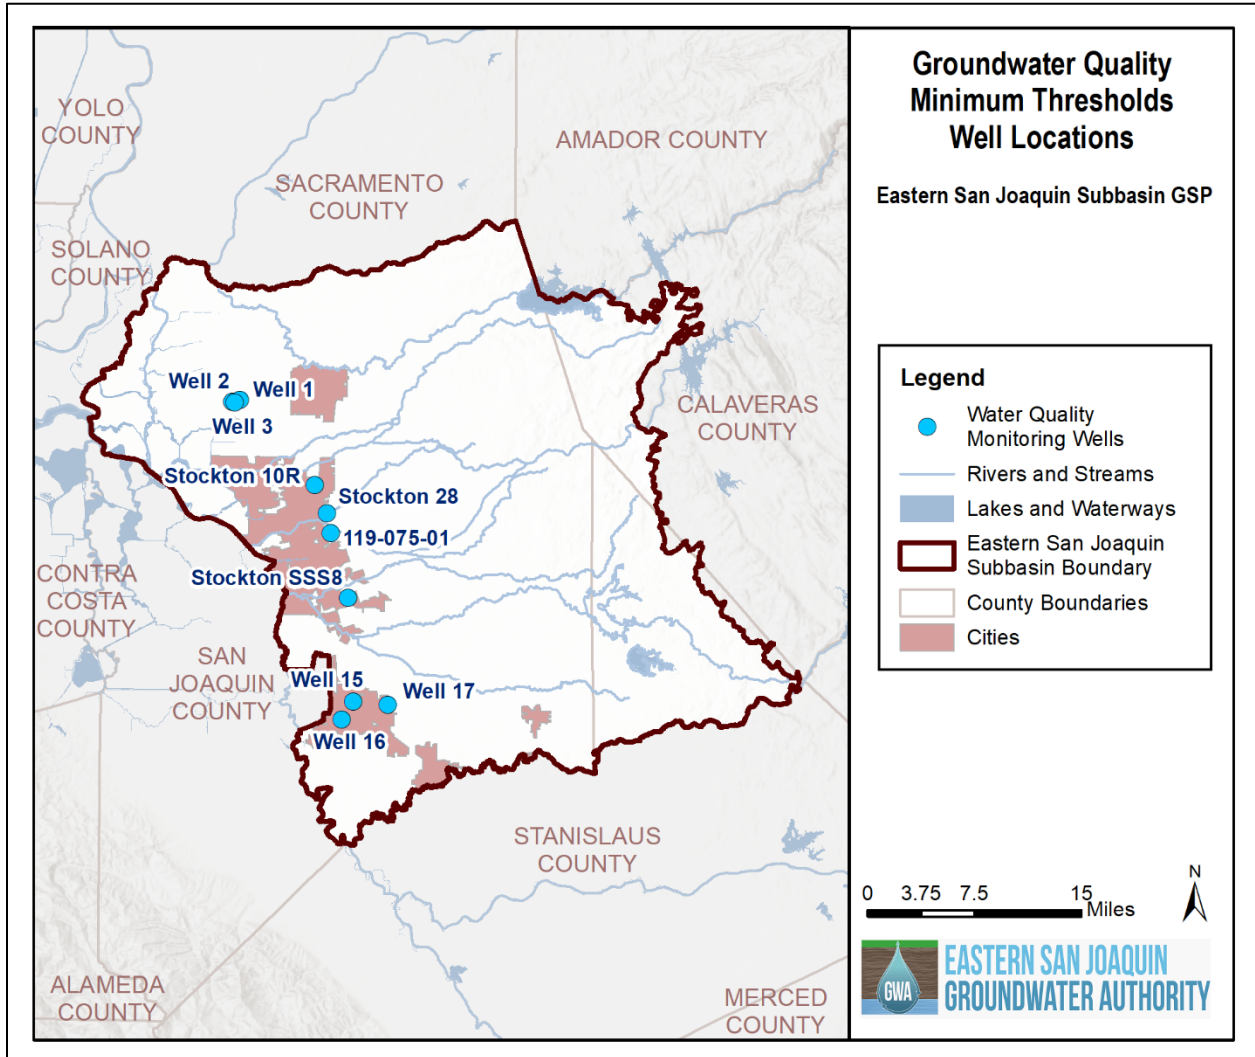 Groundwater Quality
Minimum Thresholds
Well Locations
Eastern San Joaquin Subbasin GSP
YOLO
COUNTY
AMADOR COUNTY
SACRAMENTO
COUNTY
SOLANO
COUNTY
CALAVERAS
COUNTY
Well 2
Well 1
Well 3
Stockton 10R
Stockton 28
119-075-01
Stockton SSS8
CONTRA
COSTA
COUNTY
SAN
JOAQUIN
COUNTY
Well 15
Well 17
Well 16
STANISLAUS
COUNTY
ALAMEDA
COUNTY
MERCED
COUNTY
Legend
Water Quality
Monitoring Wells
Rivers and Streams
Lakes and Waterways
Eastern San Joaquin
Subbasin Boundary
County Boundaries
Cities
N
0 3.75 7.5 15
Miles
GWA
EASTERN SAN JOAQUIN
GROUNDWATER AUTHORITY